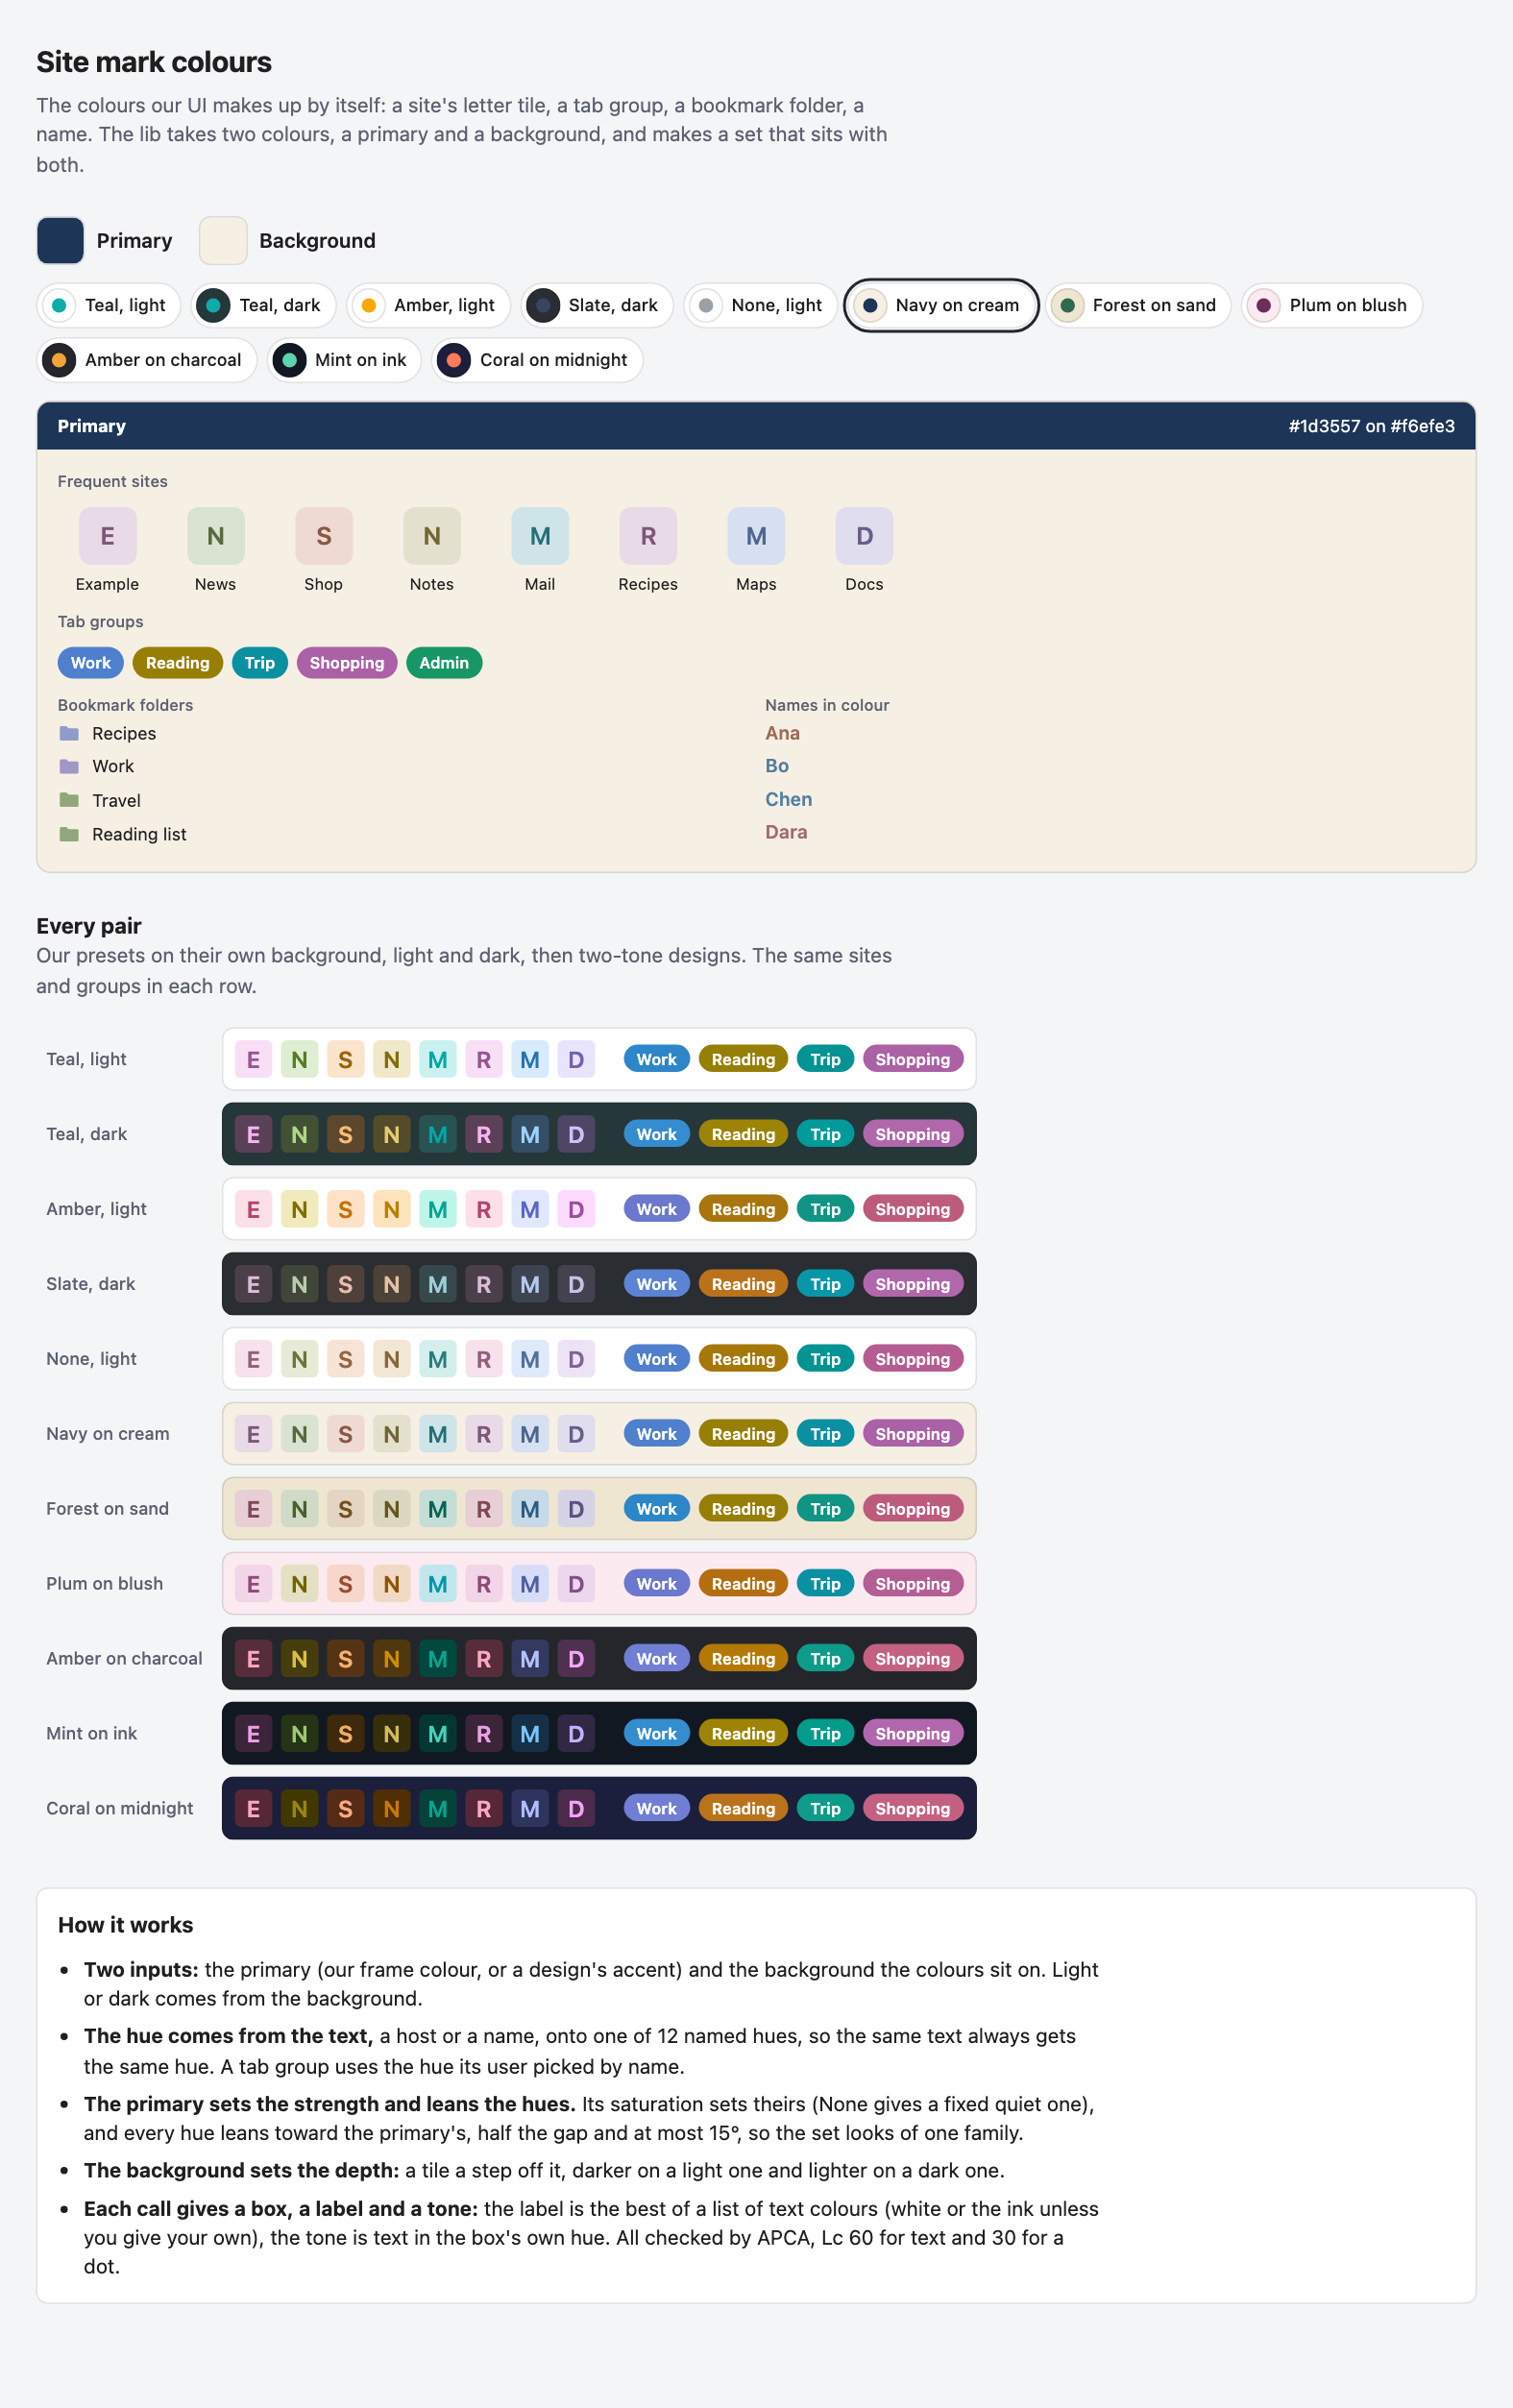 Site mark colours
The colours our UI makes up by itself: a site's letter tile, a tab group, a bookmark folder, a
name. The lib takes two colours, a primary and a background, and makes a set that sits with
both.
Primary
Background
Teal, light
Teal, dark
Amber, light
Slate, dark
None, light
Navy on cream
Forest on sand
Plum on blush
Amber on charcoal
Mint on ink
Coral on midnight
Primary
#1d3557 on #f6efe3
Frequent sites
E N S N M R M D
Example News Shop Notes Mail Recipes Maps Docs
Tab groups
Work Reading Trip Shopping Admin
Bookmark folders
Recipes
Work
Travel
Reading list
Names in colour
Ana
Bo
Chen
Dara
Every pair
Our presets on their own background, light and dark, then two-tone designs. The same sites
and groups in each row.
Teal, light E N S N M R M D Work Reading Trip Shopping
Teal, dark E N S N M R M D Work Reading Trip Shopping
Amber, light E N S N M R M D Work Reading Trip Shopping
Slate, dark E N S N M R M D Work Reading Trip Shopping
None, light E N S N M R M D Work Reading Trip Shopping
Navy on cream E N S N M R M D Work Reading Trip Shopping
Forest on sand E N S N M R M D Work Reading Trip Shopping
Plum on blush E N S N M R M D Work Reading Trip Shopping
Amber on charcoal E N S N M R M D Work Reading Trip Shopping
Mint on ink E N S N M R M D Work Reading Trip Shopping
Coral on midnight E N S N M R M D Work Reading Trip Shopping
How it works
• Two inputs: the primary (our frame colour, or a design's accent) and the background the colours sit on. Light
or dark comes from the background.
• The hue comes from the text, a host or a name, onto one of 12 named hues, so the same text always gets
the same hue. A tab group uses the hue its user picked by name.
• The primary sets the strength and leans the hues. Its saturation sets theirs (None gives a fixed quiet one),
and every hue leans toward the primary's, half the gap and at most 15°, so the set looks of one family.
• The background sets the depth: a tile a step off it, darker on a light one and lighter on a dark one.
• Each call gives a box, a label and a tone: the label is the best of a list of text colours (white or the ink unless
you give your own), the tone is text in the box's own hue. All checked by APCA, Lc 60 for text and 30 for a
dot.